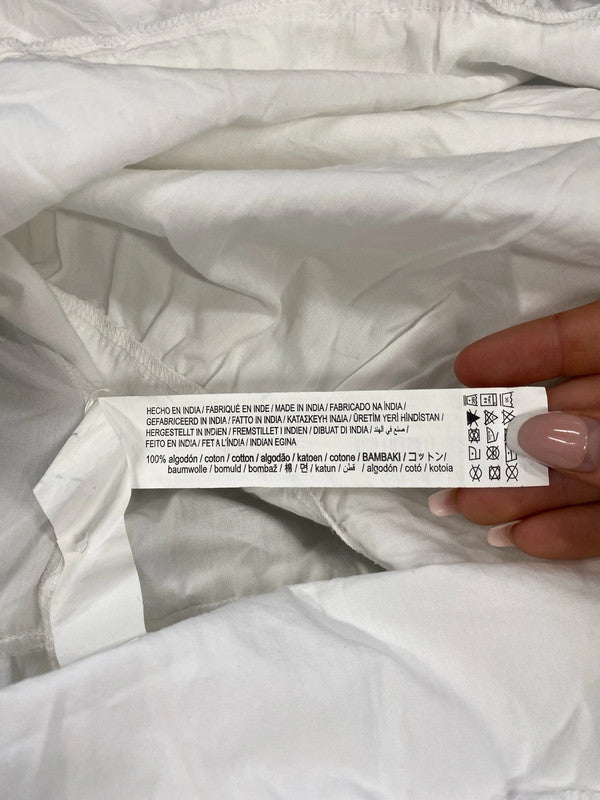 HECHO EN INDIA / FABRIQUÉ EN INDE / MADE IN INDIA / FABRICADO NA ÍNDIA /
GEFABRICEERD IN INDIA / FATTO IN INDIA / ΚΑΤΑΣΚΕΥΗ ΙΝΔΙΑ / ÜRETİM YERİ HİNDİSTAN /
HERGESTELLT IN INDIEN / FREMSTILLET I INDIEN / DIBUAT DI INDIA / صنع في الهند /
FEITO EN INDIA / FET A L'ÍNDIA / INDIAN EGINA
100% algodón / coton / cotton / algodão / katoen / cotone / BAMBAKI / コットン/
baumwolle / bomuld / bombaž / 棉 / 면 / katun / قطن / algodón / cotó / kotoia